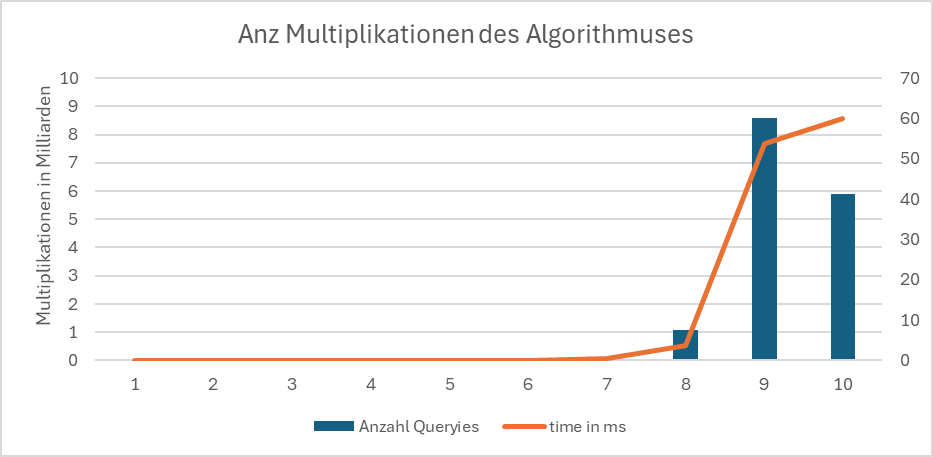 Anz Multiplikationen des Algorithmuses
Multiplikationen in Milliarden
10 70
9 60
8 50
7 40
6 30
5 20
4 10
3 0
2
1
0
1 2 3 4 5 6 7 8 9 10
Anzahl Queryies time in ms